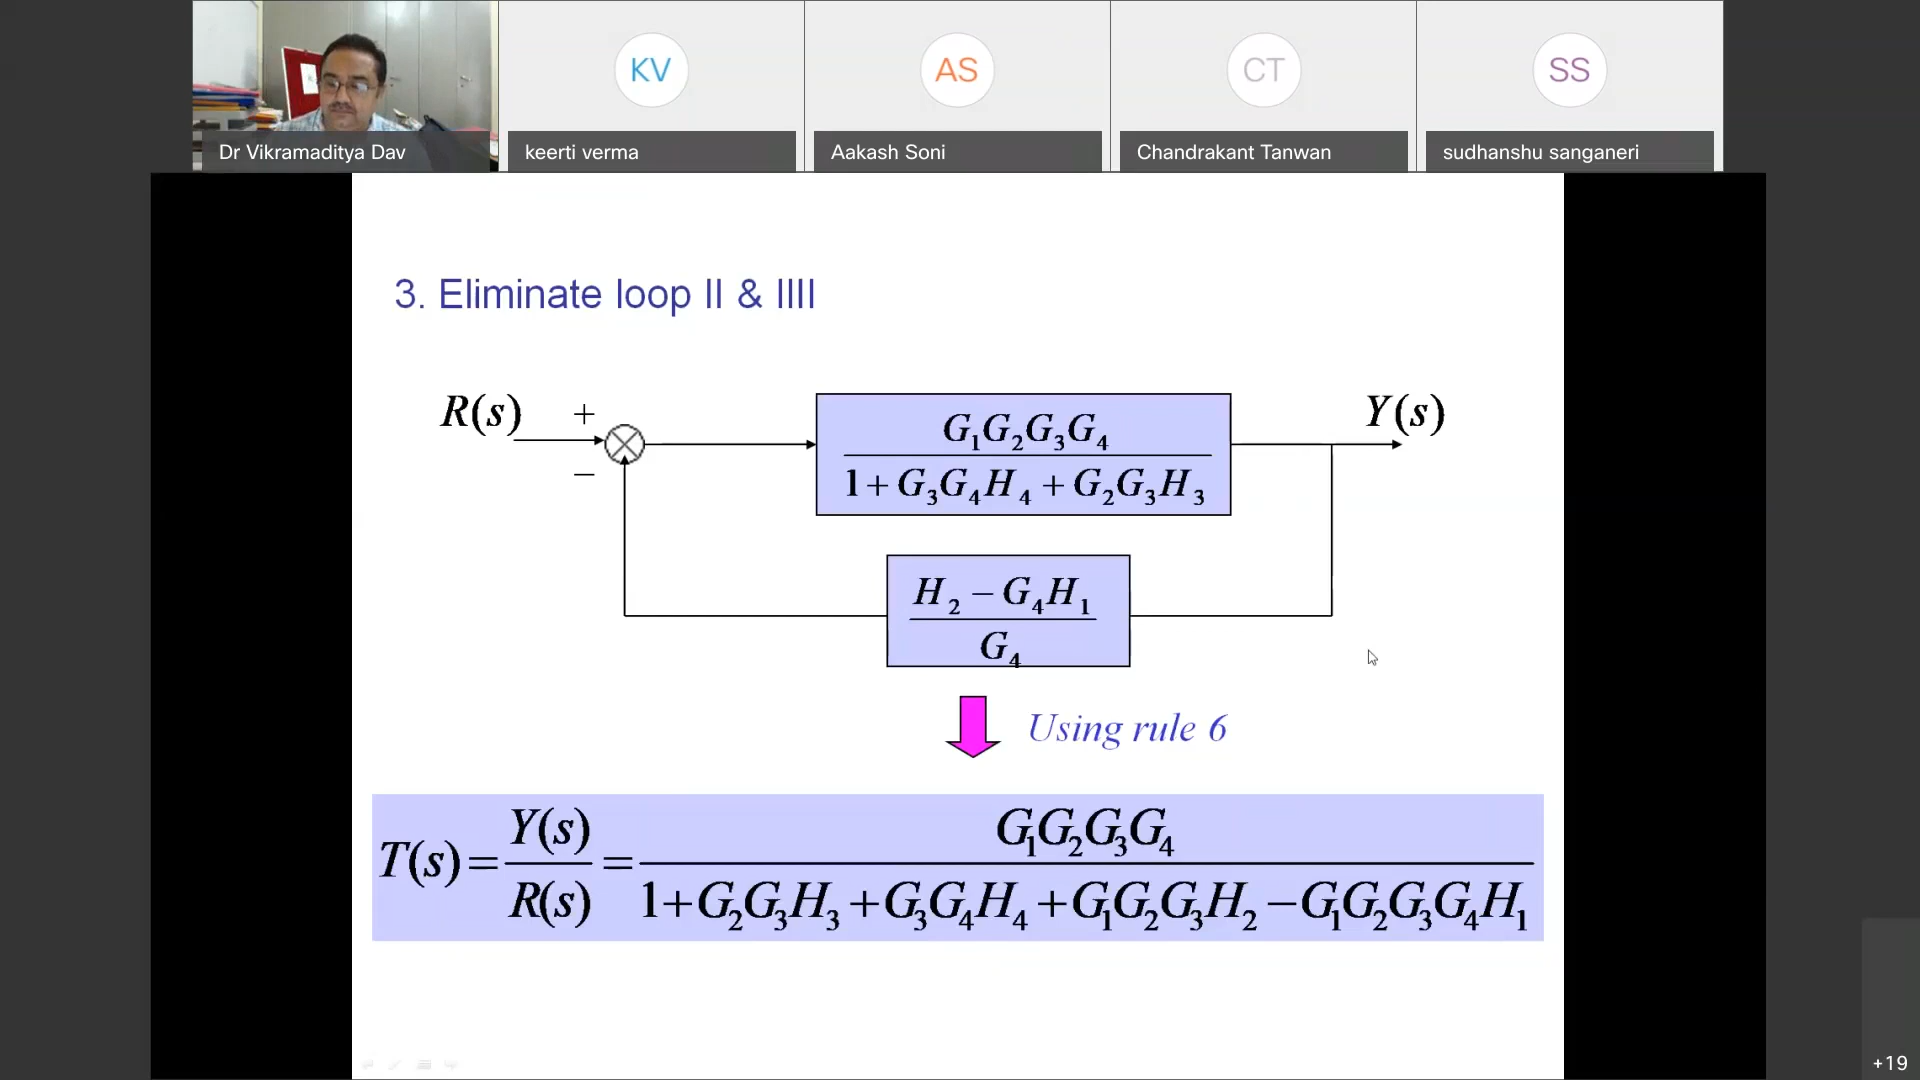 KV
AS
CT
SS
Dr Vikramaditya Dav
keerti verma
Aakash Soni
Chandrakant Tanwan
sudhanshu sanganeri
3. Eliminate loop II & IIII
R(s)
+
−
G₁G₂G₃G₄
1+G₃G₄H₄+G₂G₃H₃
Y(s)
H₂−G₄H₁
G₄
Using rule 6
T(s)=Y(s)/R(s)=G₁G₂G₃G₄/1+G₂G₃H₃+G₃G₄H₄+G₁G₂G₃H₂−G₁G₂G₃G₄H₁
+19